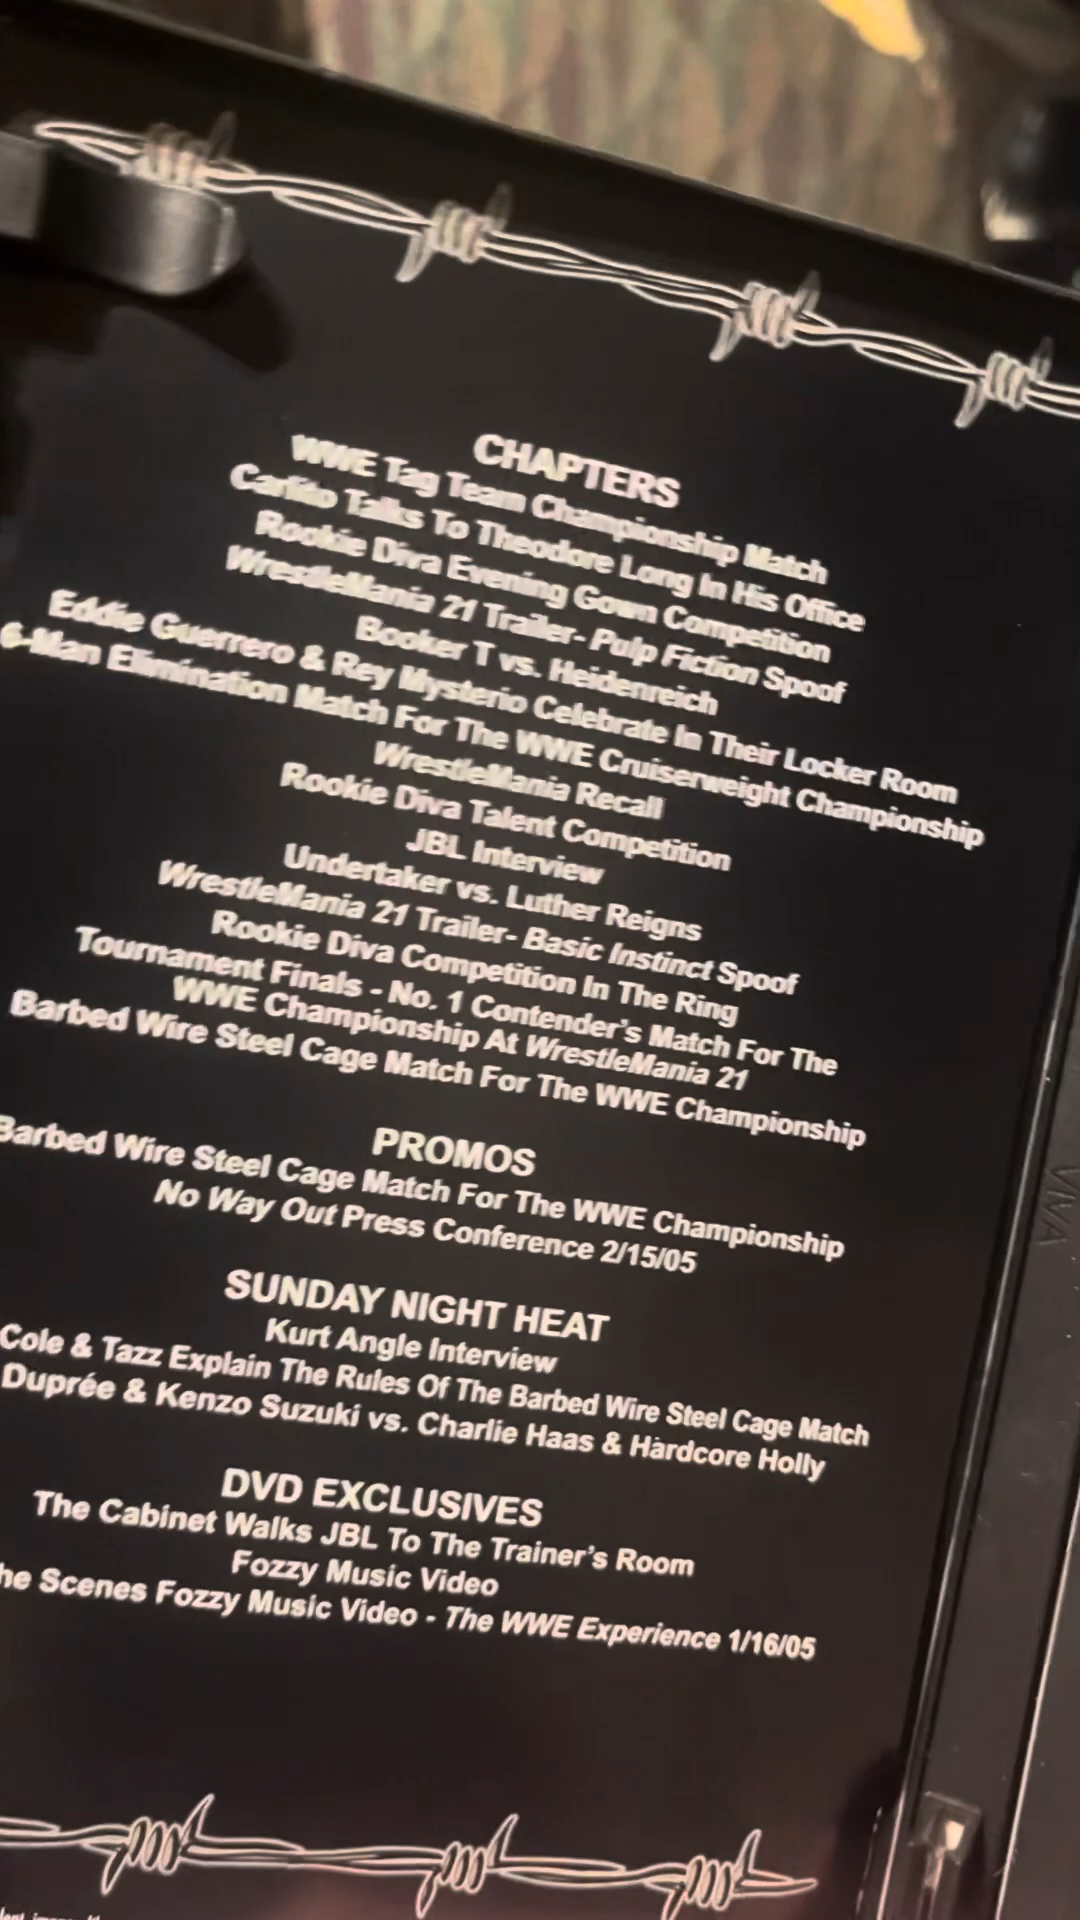 CHAPTERS
WWE Tag Team Championship Match
Carlito Talks To Theodore Long In His Office
Rookie Diva Evening Gown Competition
WrestleMania 21 Trailer- Pulp Fiction Spoof
Booker T vs. Heidenreich
Eddie Guerrero & Rey Mysterio Celebrate In Their Locker Room
6-Man Elimination Match For The WWE Cruiserweight Championship
WrestleMania Recall
Rookie Diva Talent Competition
JBL Interview
Undertaker vs. Luther Reigns
WrestleMania 21 Trailer- Basic Instinct Spoof
Rookie Diva Competition In The Ring
Tournament Finals - No. 1 Contender's Match For The
WWE Championship At WrestleMania 21
Barbed Wire Steel Cage Match For The WWE Championship
PROMOS
Barbed Wire Steel Cage Match For The WWE Championship
No Way Out Press Conference 2/15/05
SUNDAY NIGHT HEAT
Kurt Angle Interview
Cole & Tazz Explain The Rules Of The Barbed Wire Steel Cage Match
Duprée & Kenzo Suzuki vs. Charlie Haas & Hardcore Holly
DVD EXCLUSIVES
The Cabinet Walks JBL To The Trainer's Room
Fozzy Music Video
he Scenes Fozzy Music Video - The WWE Experience 1/16/05